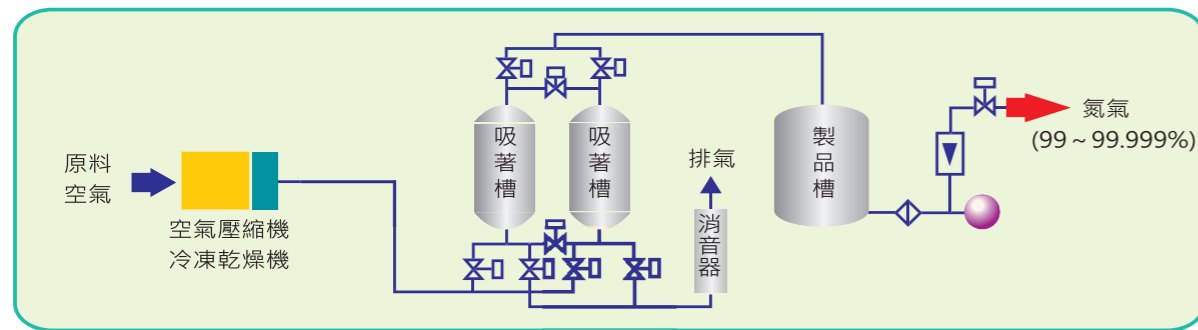 原料
空氣
空氣壓縮機
冷凍乾燥機
吸著槽
吸著槽
排氣
消音器
製品槽
氮氣
(99～99.999%)